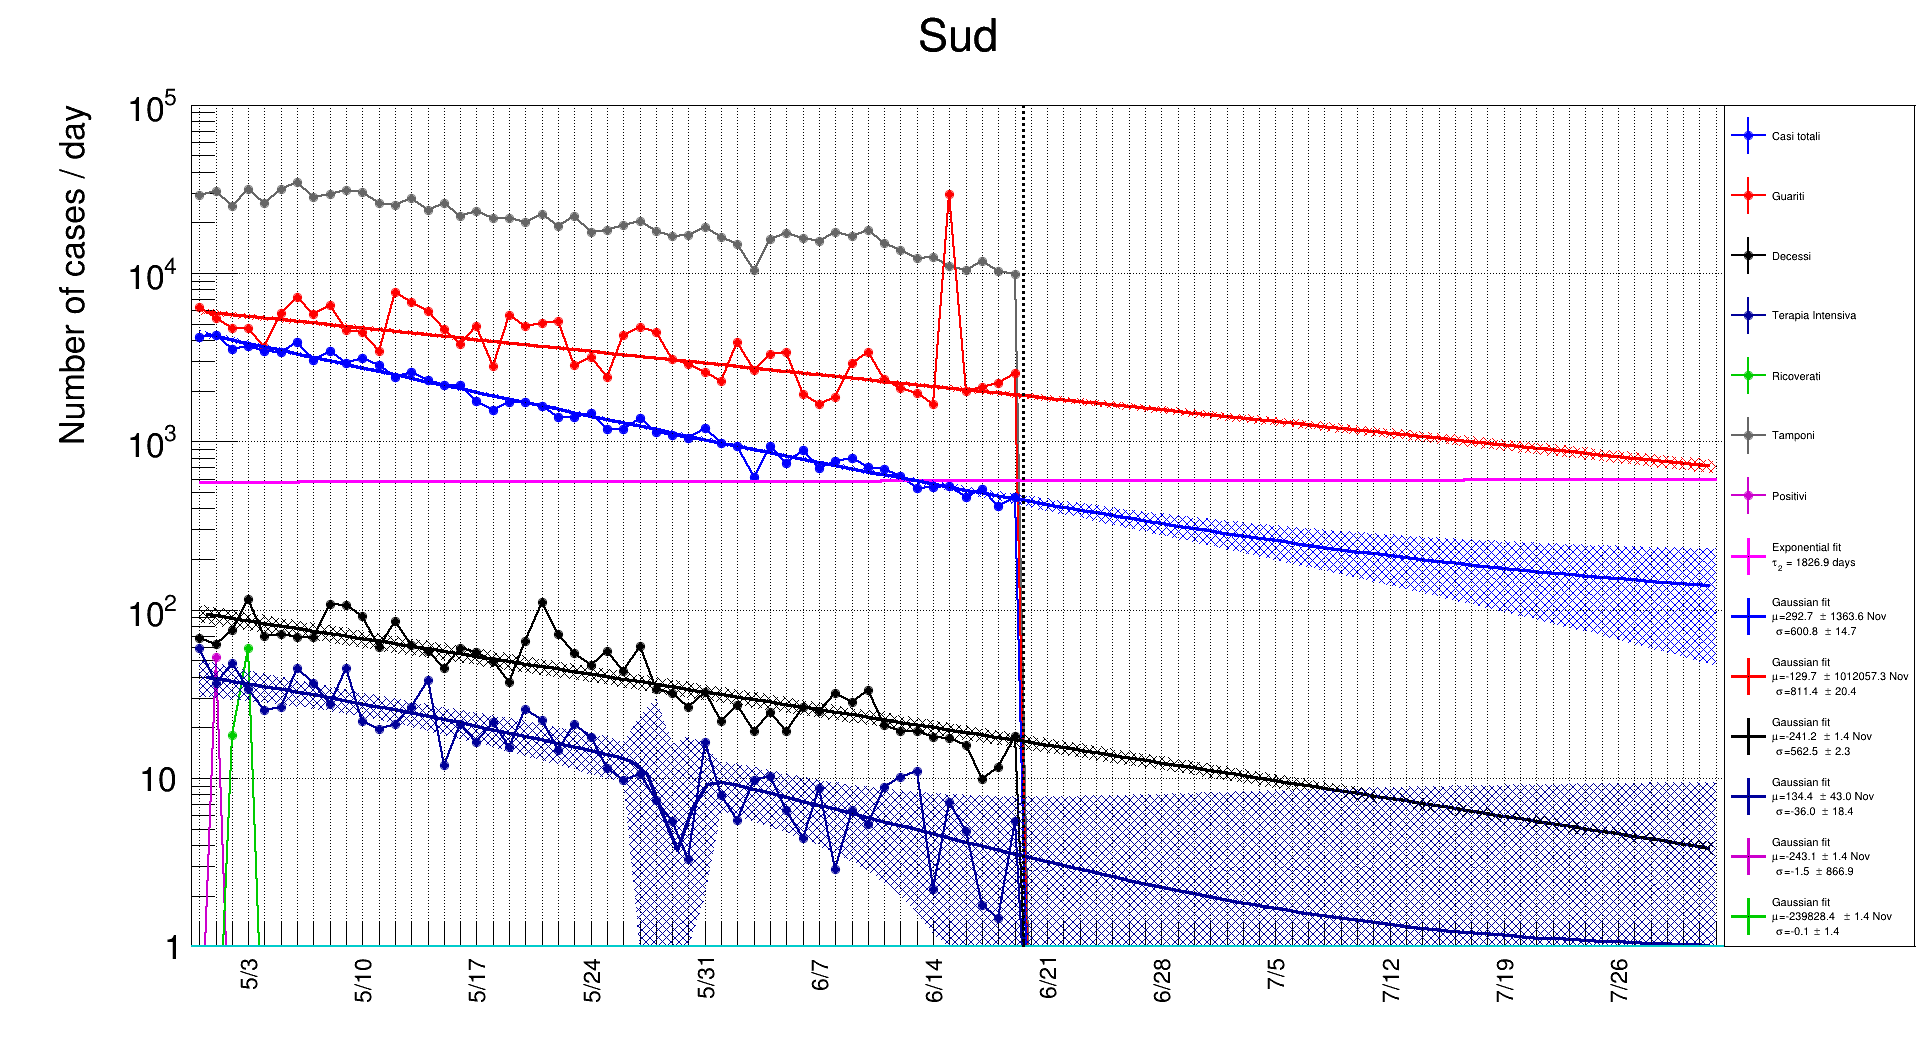 Sud
Number of cases / day
10^5
10^4
10^3
10^2
10
1
5/3
5/10
5/17
5/24
5/31
6/7
6/14
6/21
6/28
7/5
7/12
7/19
7/26
Casi totali
Guariti
Decessi
Terapia Intensiva
Ricoverati
Tamponi
Positivi
Exponential fit
τ₂ = 1826.9 days
Gaussian fit
μ=292.7 ± 1363.6 Nov
σ=600.8 ± 14.7
Gaussian fit
μ=-129.7 ± 1012057.3 Nov
σ=811.4 ± 20.4
Gaussian fit
μ=-241.2 ± 1.4 Nov
σ=562.5 ± 2.3
Gaussian fit
μ=134.4 ± 43.0 Nov
σ=-36.0 ± 18.4
Gaussian fit
μ=-243.1 ± 1.4 Nov
σ=-1.5 ± 866.9
Gaussian fit
μ=-239828.4 ± 1.4 Nov
σ=-0.1 ± 1.4